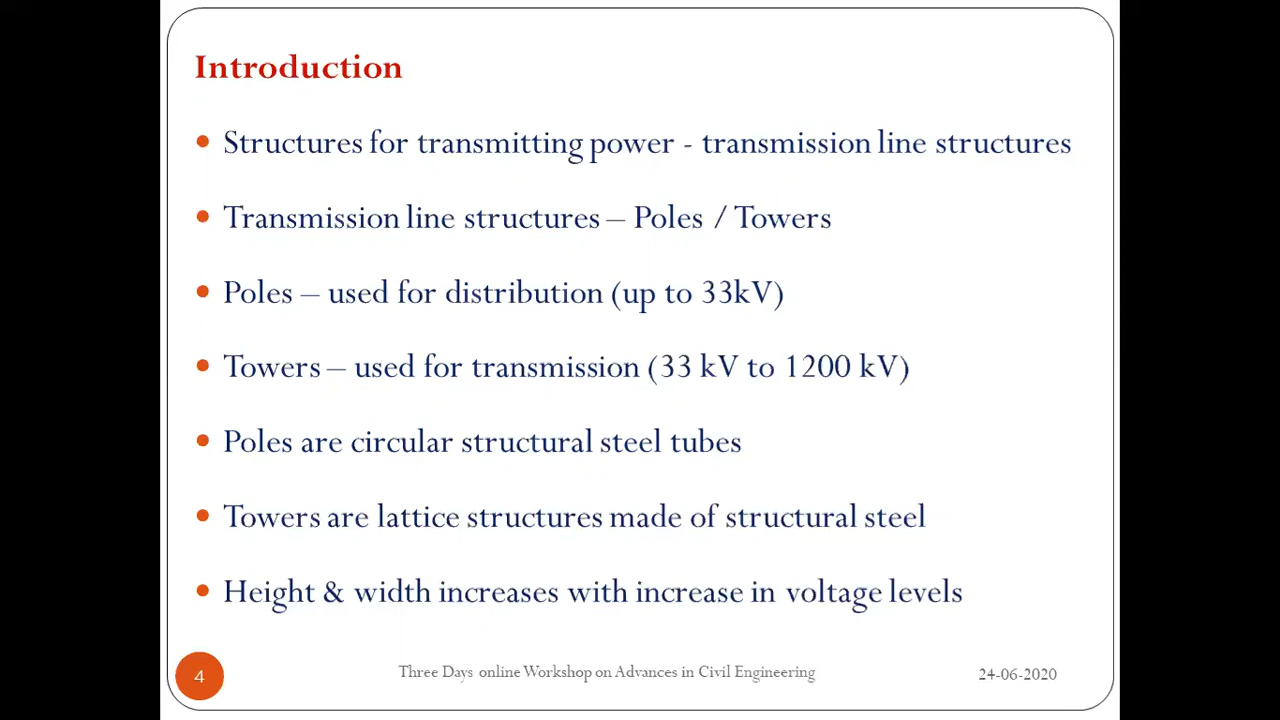 Introduction
Structures for transmitting power - transmission line structures
Transmission line structures – Poles / Towers
Poles – used for distribution (up to 33kV)
Towers – used for transmission (33 kV to 1200 kV)
Poles are circular structural steel tubes
Towers are lattice structures made of structural steel
Height & width increases with increase in voltage levels
4
Three Days online Workshop on Advances in Civil Engineering
24-06-2020